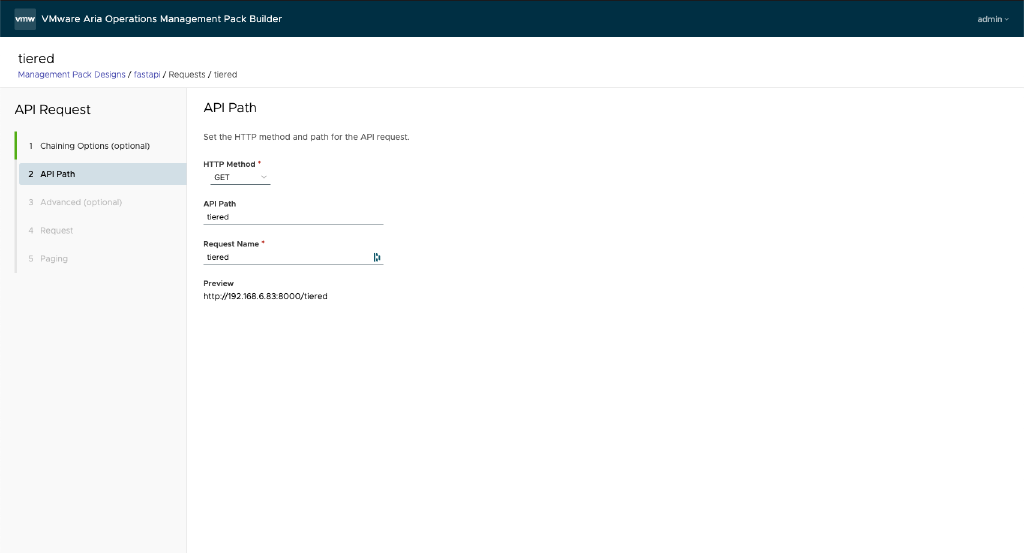 vmw VMware Aria Operations Management Pack Builder
admin
tiered
Management Pack Designs / fastapi / Requests / tiered
API Request
1 Chaining Options (optional)
2 API Path
3 Advanced (optional)
4 Request
5 Paging
API Path
Set the HTTP method and path for the API request.
HTTP Method *
GET
API Path
tiered
Request Name *
tiered
Preview
http://192.168.6.83:8000/tiered